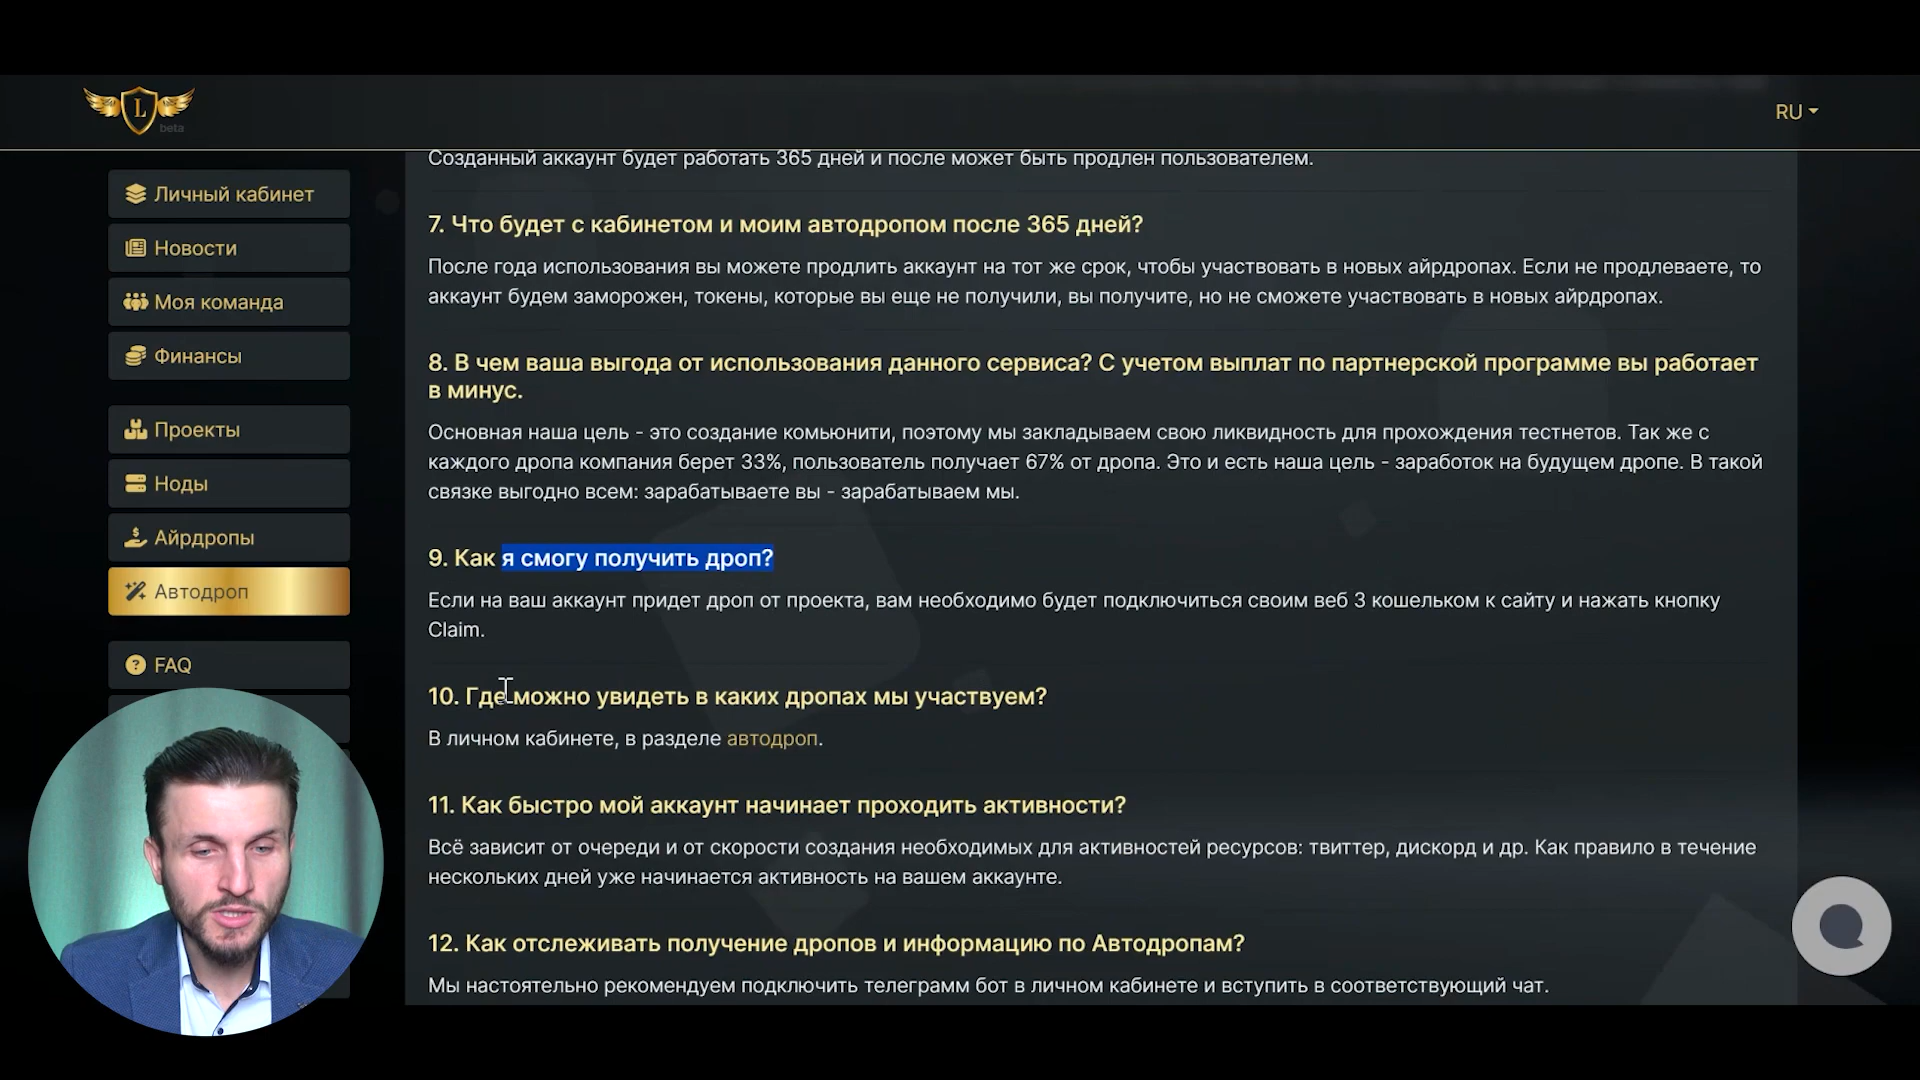 L
beta
RU
Личный кабинет
Новости
Моя команда
Финансы
Проекты
Ноды
Айрдропы
Автодроп
FAQ
Созданный аккаунт будет работать 365 дней и после может быть продлен пользователем.
7. Что будет с кабинетом и моим автодропом после 365 дней?
После года использования вы можете продлить аккаунт на тот же срок, чтобы участвовать в новых айрдропах. Если не продлеваете, то
аккаунт будем заморожен, токены, которые вы еще не получили, вы получите, но не сможете участвовать в новых айрдропах.
8. В чем ваша выгода от использования данного сервиса? С учетом выплат по партнерской программе вы работает
в минус.
Основная наша цель - это создание комьюнити, поэтому мы закладываем свою ликвидность для прохождения тестнетов. Так же с
каждого дропа компания берет 33%, пользователь получает 67% от дропа. Это и есть наша цель - заработок на будущем дропе. В такой
связке выгодно всем: зарабатываете вы - зарабатываем мы.
9. Как я смогу получить дроп?
Если на ваш аккаунт придет дроп от проекта, вам необходимо будет подключиться своим веб 3 кошельком к сайту и нажать кнопку
Claim.
10. Где можно увидеть в каких дропах мы участвуем?
В личном кабинете, в разделе автодроп.
11. Как быстро мой аккаунт начинает проходить активности?
Всё зависит от очереди и от скорости создания необходимых для активностей ресурсов: твиттер, дискорд и др. Как правило в течение
нескольких дней уже начинается активность на вашем аккаунте.
12. Как отслеживать получение дропов и информацию по Автодропам?
Мы настоятельно рекомендуем подключить телеграмм бот в личном кабинете и вступить в соответствующий чат.